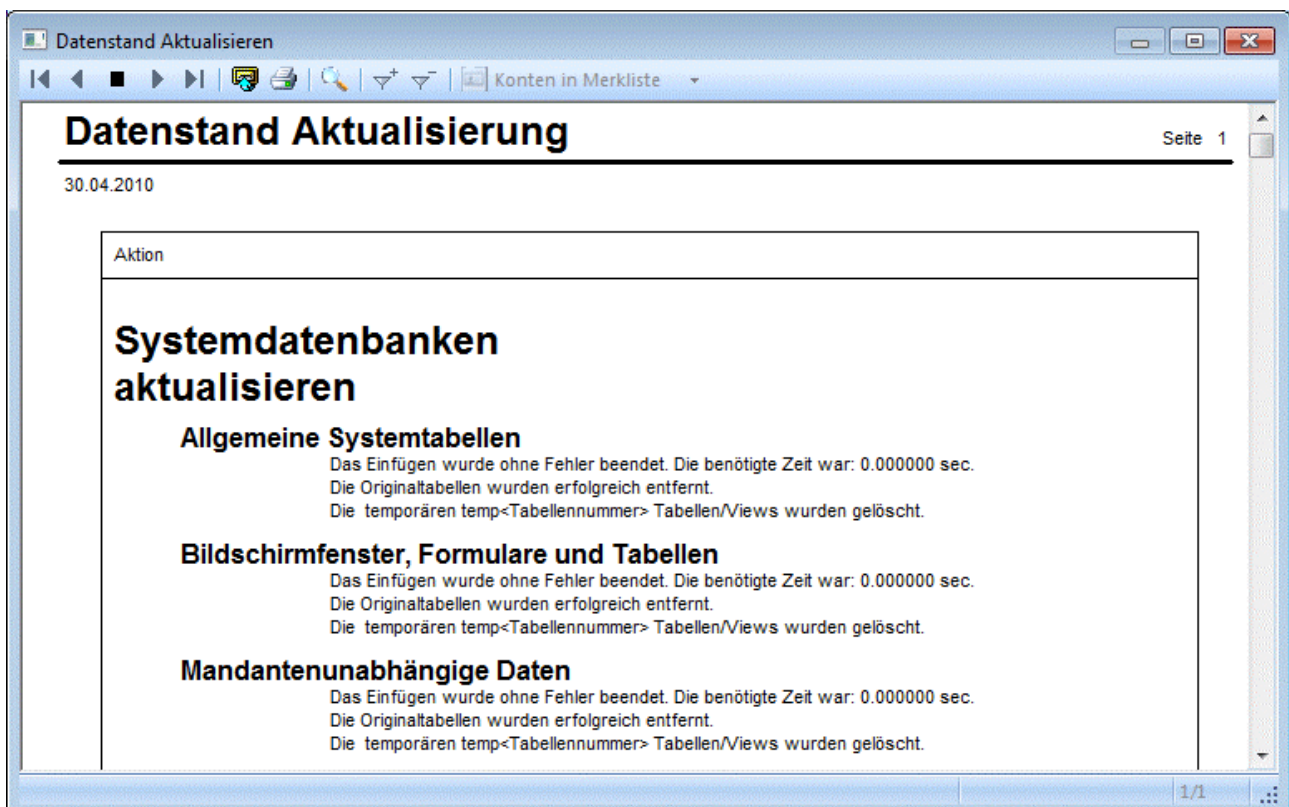 Datenstand Aktualisieren
Konten in Merkliste
Datenstand Aktualisierung
Seite 1
30.04.2010
Aktion
Systemdatenbanken
aktualisieren
Allgemeine Systemtabellen
Das Einfügen wurde ohne Fehler beendet. Die benötigte Zeit war: 0.000000 sec.
Die Originaltabellen wurden erfolgreich entfernt.
Die  temporären temp<Tabellennummer> Tabellen/Views wurden gelöscht.
Bildschirmfenster, Formulare und Tabellen
Das Einfügen wurde ohne Fehler beendet. Die benötigte Zeit war: 0.000000 sec.
Die Originaltabellen wurden erfolgreich entfernt.
Die  temporären temp<Tabellennummer> Tabellen/Views wurden gelöscht.
Mandantenunabhängige Daten
Das Einfügen wurde ohne Fehler beendet. Die benötigte Zeit war: 0.000000 sec.
Die Originaltabellen wurden erfolgreich entfernt.
Die  temporären temp<Tabellennummer> Tabellen/Views wurden gelöscht.
1/1